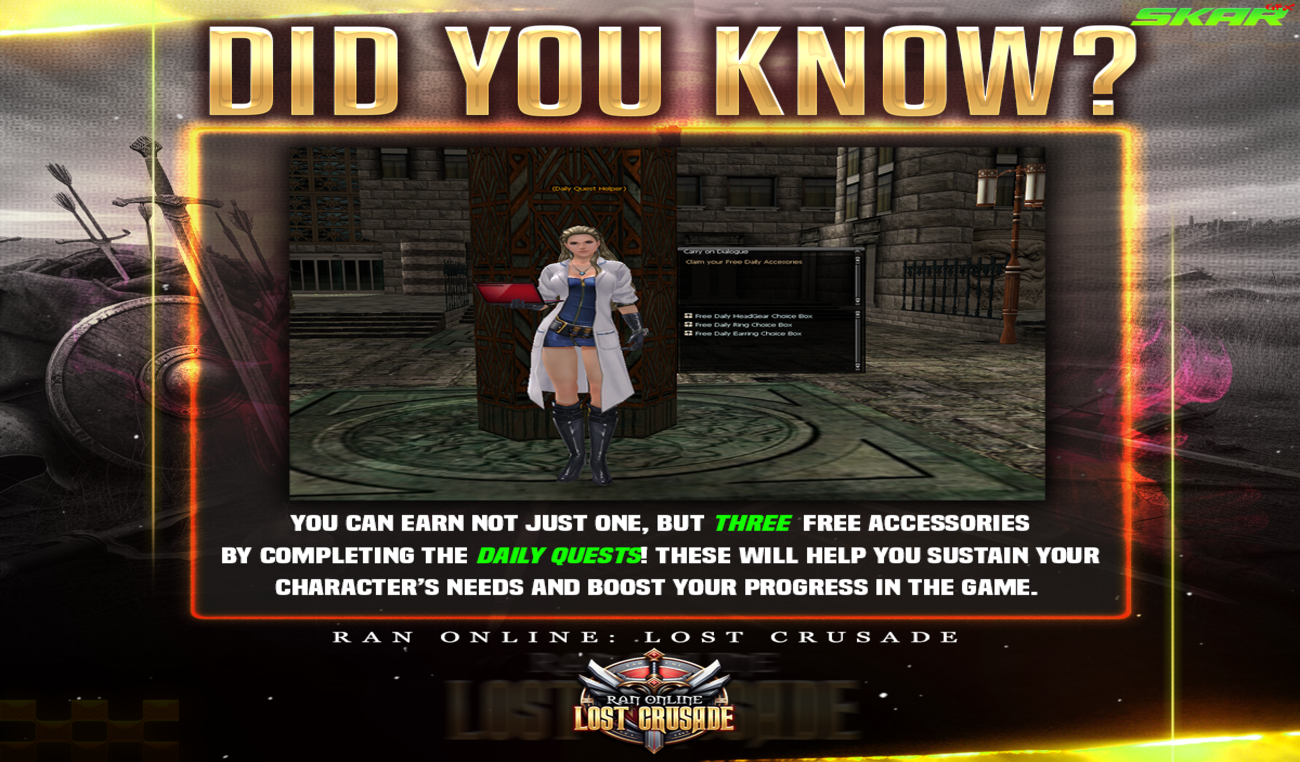 SKAR GFX
DID YOU KNOW?
(Daily Quest Helper)
Carry on Dialogue
Claim your Free Daily Accesories
Free Daily HeadGear Choice Box
Free Daily Ring Choice Box
Free Daily Earring Choice Box
YOU CAN EARN NOT JUST ONE, BUT THREE FREE ACCESSORIES
BY COMPLETING THE DAILY QUESTS! THESE WILL HELP YOU SUSTAIN YOUR
CHARACTER'S NEEDS AND BOOST YOUR PROGRESS IN THE GAME.
RAN ONLINE: LOST CRUSADE
RAN ONLINE
LOST CRUSADE